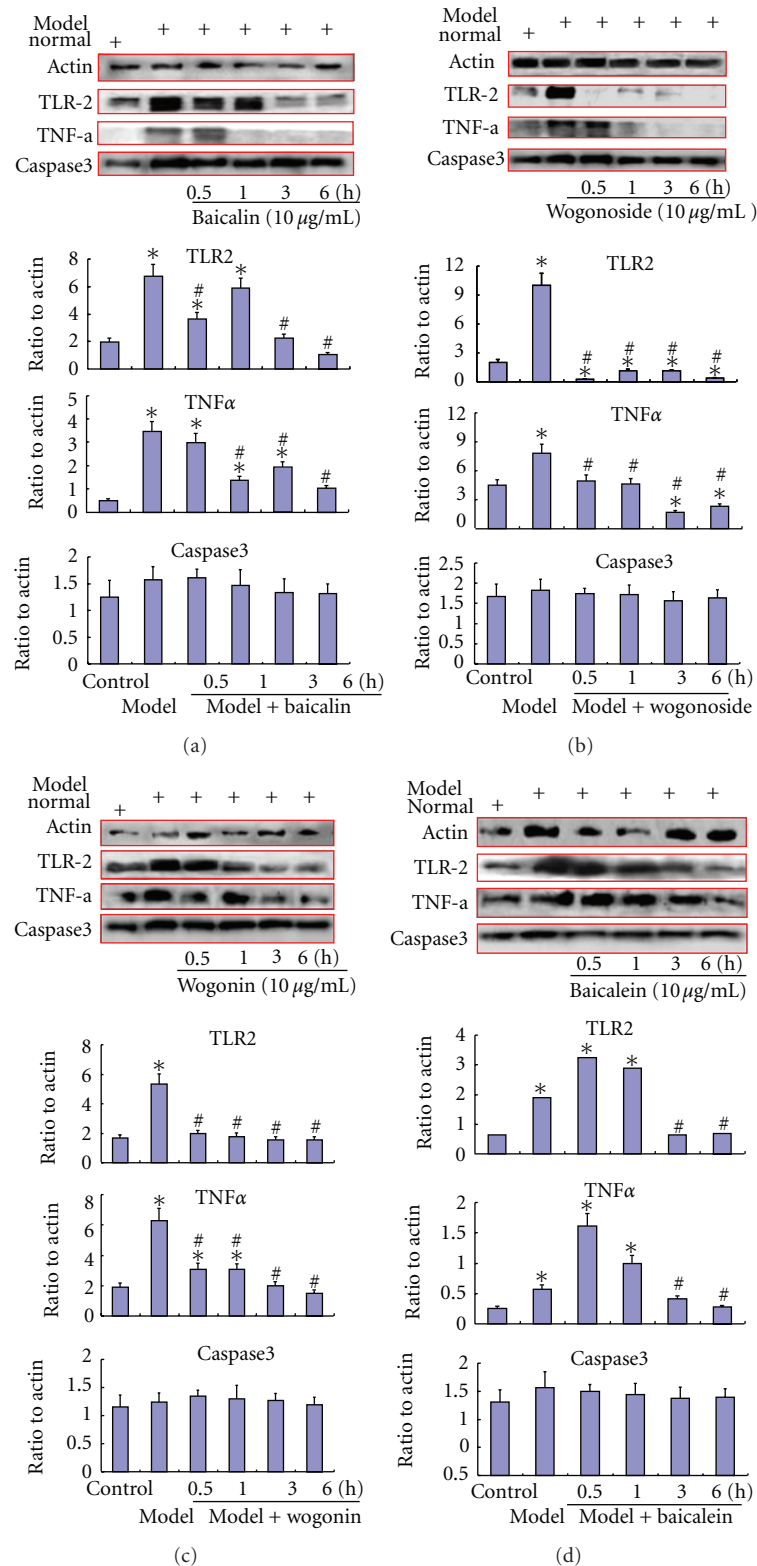 Model
normal
+ + + + + +
Actin
TLR-2
TNF-a
Caspase3
0.5 1 3 6 (h)
Baicalin (10 µg/mL)
TLR2
Ratio to actin
8
6
4
2
0
* # * * # #
TNFα
Ratio to actin
5
4
3
2
1
0
* * # * # * #
Caspase3
Ratio to actin
2
1.5
1
0.5
0
Control 0.5 1 3 6 (h)
Model Model + baicalin
(a)
Model
normal
+ + + + + +
Actin
TLR-2
TNF-a
Caspase3
0.5 1 3 6 (h)
Wogonoside (10 µg/mL )
TLR2
Ratio to actin
12
9
6
3
0
* # * # * # * # *
TNFα
Ratio to actin
12
9
6
3
0
* # # # * # *
Caspase3
Ratio to actin
2.5
2
1.5
1
0.5
0
Control 0.5 1 3 6 (h)
Model Model + wogonoside
(b)
Model
normal
+ + + + + +
Actin
TLR-2
TNF-a
Caspase3
0.5 1 3 6 (h)
Wogonin (10 µg/mL)
TLR2
Ratio to actin
8
6
4
2
0
* # # # #
TNFα
Ratio to actin
8
6
4
2
0
* # * # * # #
Caspase3
Ratio to actin
2
1.5
1
0.5
0
Control 0.5 1 3 6 (h)
Model Model + wogonin
(c)
Model
Normal
+ + + + + +
Actin
TLR-2
TNF-a
Caspase3
0.5 1 3 6 (h)
Baicalein (10 µg/mL)
TLR2
Ratio to actin
4
3
2
1
0
* * * # #
TNFα
Ratio to actin
2
1.5
1
0.5
0
* * * # #
Caspase3
Ratio to actin
1
1.5
0
0.5
Control 0.5 1 3 6 (h)
Model Model + baicalein
(d)